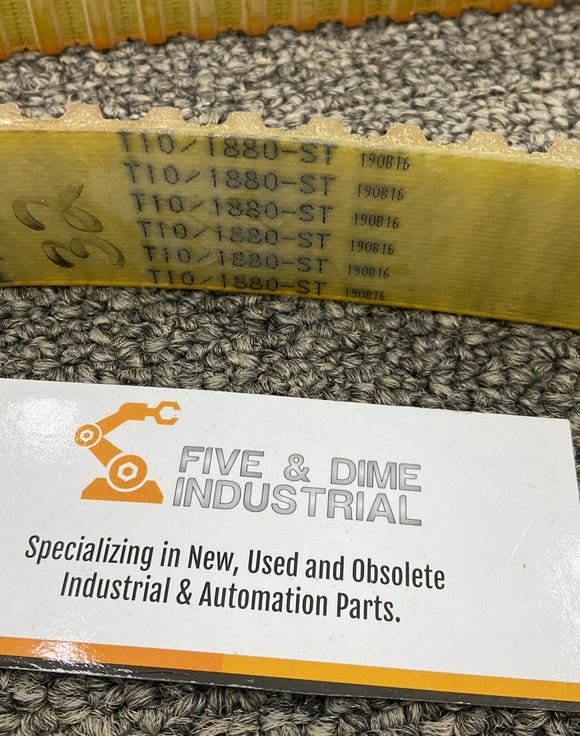 T10/1880-ST 190816
T10/1880-ST 190816
T10/1880-ST 190816
T10/1880-ST 190816
T10/1880-ST 190816
T10/1880-ST 190816
32
FIVE & DIME
INDUSTRIAL
Specializing in New, Used and Obsolete
Industrial & Automation Parts.